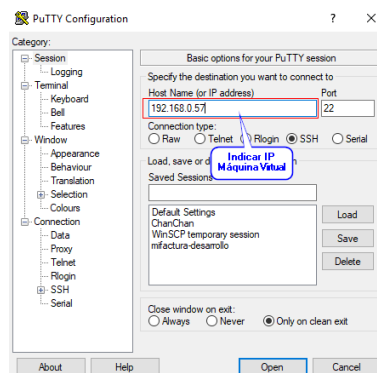 PuTTY Configuration
? ×
Category:
Session
Logging
Terminal
Keyboard
Bell
Features
Window
Appearance
Behaviour
Translation
Selection
Colours
Connection
Data
Proxy
Telnet
Rlogin
SSH
Serial
Basic options for your PuTTY session
Specify the destination you want to connect to
Host Name (or IP address) Port
192.168.0.57 22
Connection type:
Raw Telnet Rlogin SSH Serial
Indicar IP
Máquina Virtual
Load, save or d n
Saved Sessions
Default Settings
ChanChan
WinSCP temporary session
mifactura-desarrollo
Load
Save
Delete
Close window on exit:
Always Never Only on clean exit
About Help Open Cancel